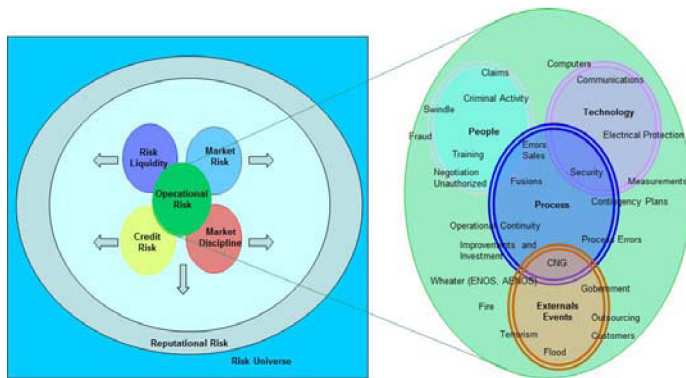 Risk
Liquidity
Market
Risk
Operational
Risk
Credit
Risk
Market
Discipline
Reputational Risk
Risk Universe
Claims
Computers
Communications
Criminal Activity
Swindle
Technology
People
Fraud
Electrical Protection
Errors
Sales
Training
Negotiation
Unauthorized
Fusions
Security
Measurements
Contingency Plans
Process
Operational Continuity
Process Errors
Improvements and
Investment
CNG
Wheater (ENOS, AENOS)
Gobernment
Fire
Externals
Events
Outsourcing
Terrorism
Customers
Flood